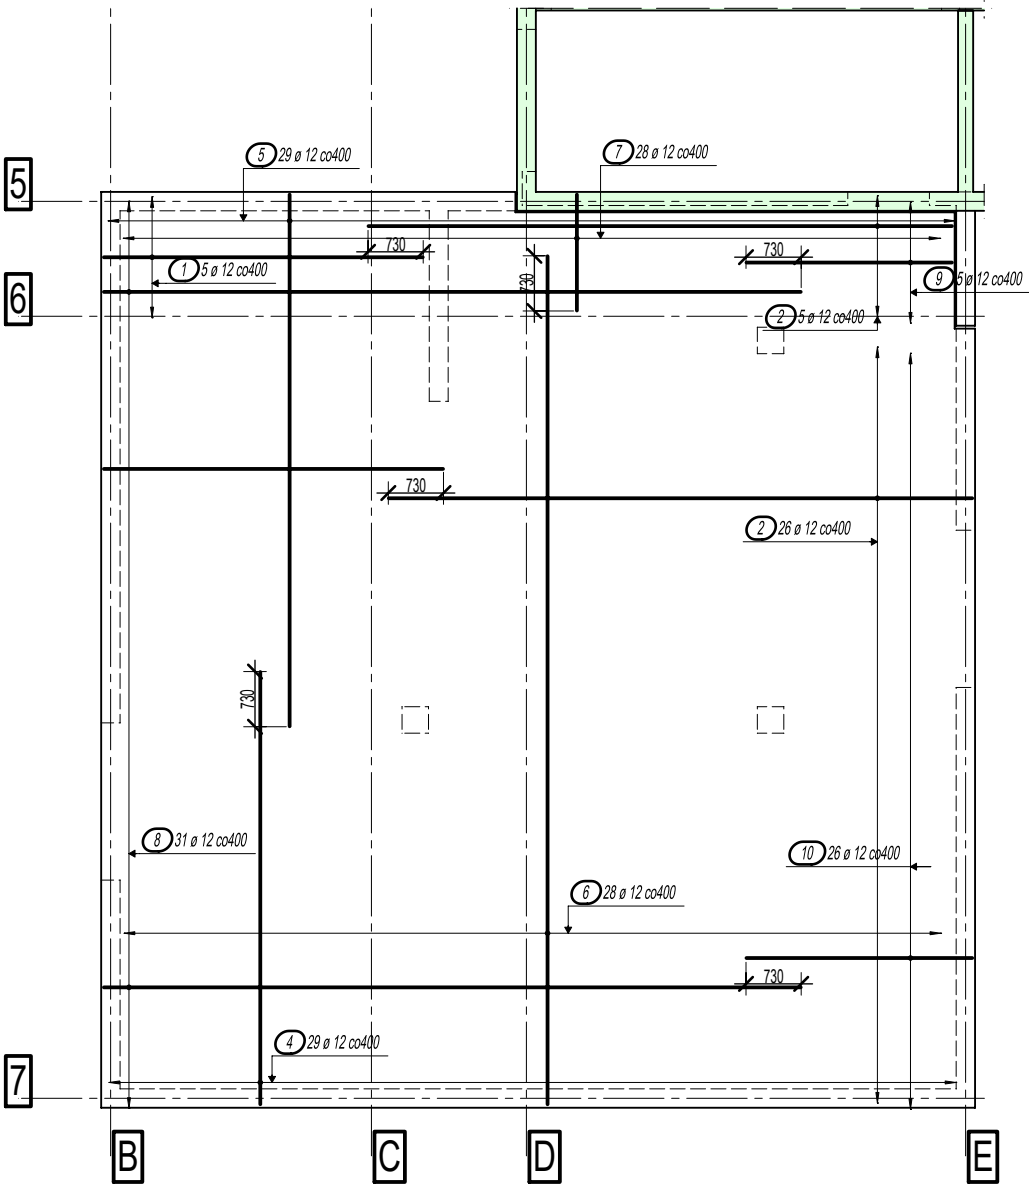 5 29 ø 12 co400
7 28 ø 12 co400
5
730
730
1 5 ø 12 co400
9 5 ø 12 co400
730
6
2 5 ø 12 co400
730
2 26 ø 12 co400
730
8 31 ø 12 co400
10 26 ø 12 co400
6 28 ø 12 co400
730
4 29 ø 12 co400
7
B
C
D
E